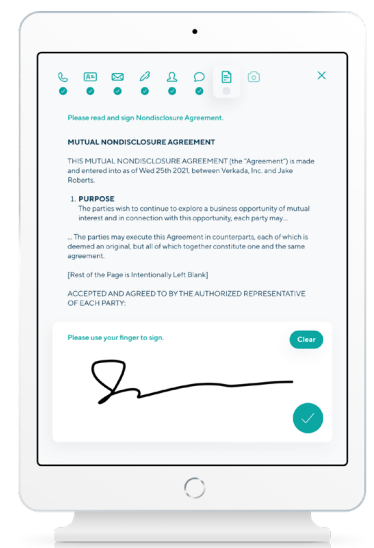 Please read and sign Nondisclosure Agreement.
MUTUAL NONDISCLOSURE AGREEMENT
THIS MUTUAL NONDISCLOSURE AGREEMENT (the "Agreement") is made
and entered into as of Wed 25th 2021, between Verkada, Inc. and Jake
Roberts.
1. PURPOSE
The parties wish to continue to explore a business opportunity of mutual
interest and in connection with this opportunity, each party may...
... The parties may execute this Agreement in counterparts, each of which is
deemed an original, but all of which together constitute one and the same
agreement.
[Rest of the Page is Intentionally Left Blank]
ACCEPTED AND AGREED TO BY THE AUTHORIZED REPRESENTATIVE
OF EACH PARTY:
Please use your finger to sign.
Clear